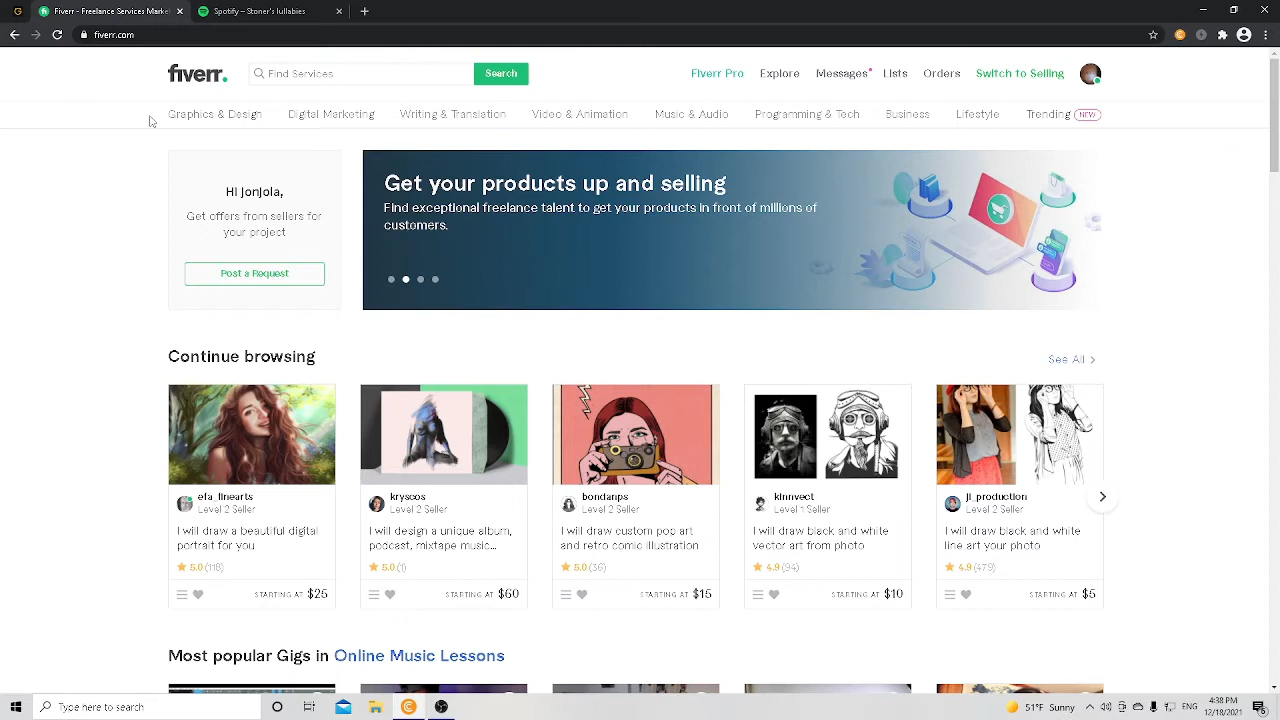 Fiverr - Freelance Services Marke
Spotify – Stoner's lullabies
fiverr.com
fiverr.
Find Services
Search
Fiverr Pro
Explore
Messages
Lists
Orders
Switch to Selling
Graphics & Design
Digital Marketing
Writing & Translation
Video & Animation
Music & Audio
Programming & Tech
Business
Lifestyle
Trending NEW
Hi Jonjola,
Get offers from sellers for
your project
Post a Request
Get your products up and selling
Find exceptional freelance talent to get your products in front of millions of
customers.
Continue browsing
See All
efa_finearts
Level 2 Seller
I will draw a beautiful digital
portrait for you
5.0 (118)
STARTING AT $25
kryscos
Level 2 Seller
I will design a unique album,
podcast, mixtape music...
5.0 (1)
STARTING AT $60
bondanps
Level 2 Seller
I will draw custom pop art
and retro comic illustration
5.0 (36)
STARTING AT $15
kinnvect
Level 1 Seller
I will draw black and white
vector art from photo
4.9 (94)
STARTING AT $10
jl_production
Level 2 Seller
I will draw black and white
line art your photo
4.9 (479)
STARTING AT $5
Most popular Gigs in Online Music Lessons
Type here to search
51°F Sunny
ENG
4:38 PM
12/18/2021